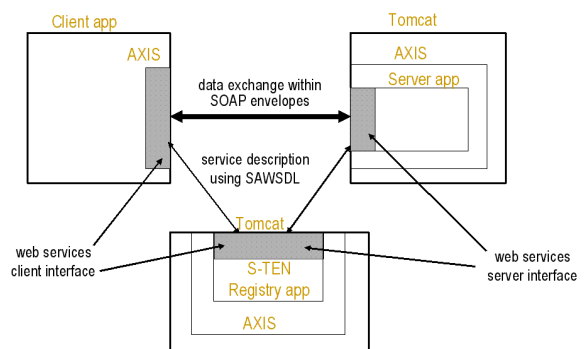 Client app
Tomcat
AXIS
AXIS
data exchange within
SOAP envelopes
Server app
service description
using SAWSDL
Tomcat
web services
client interface
S-TEN
Registry app
web services
server interface
AXIS